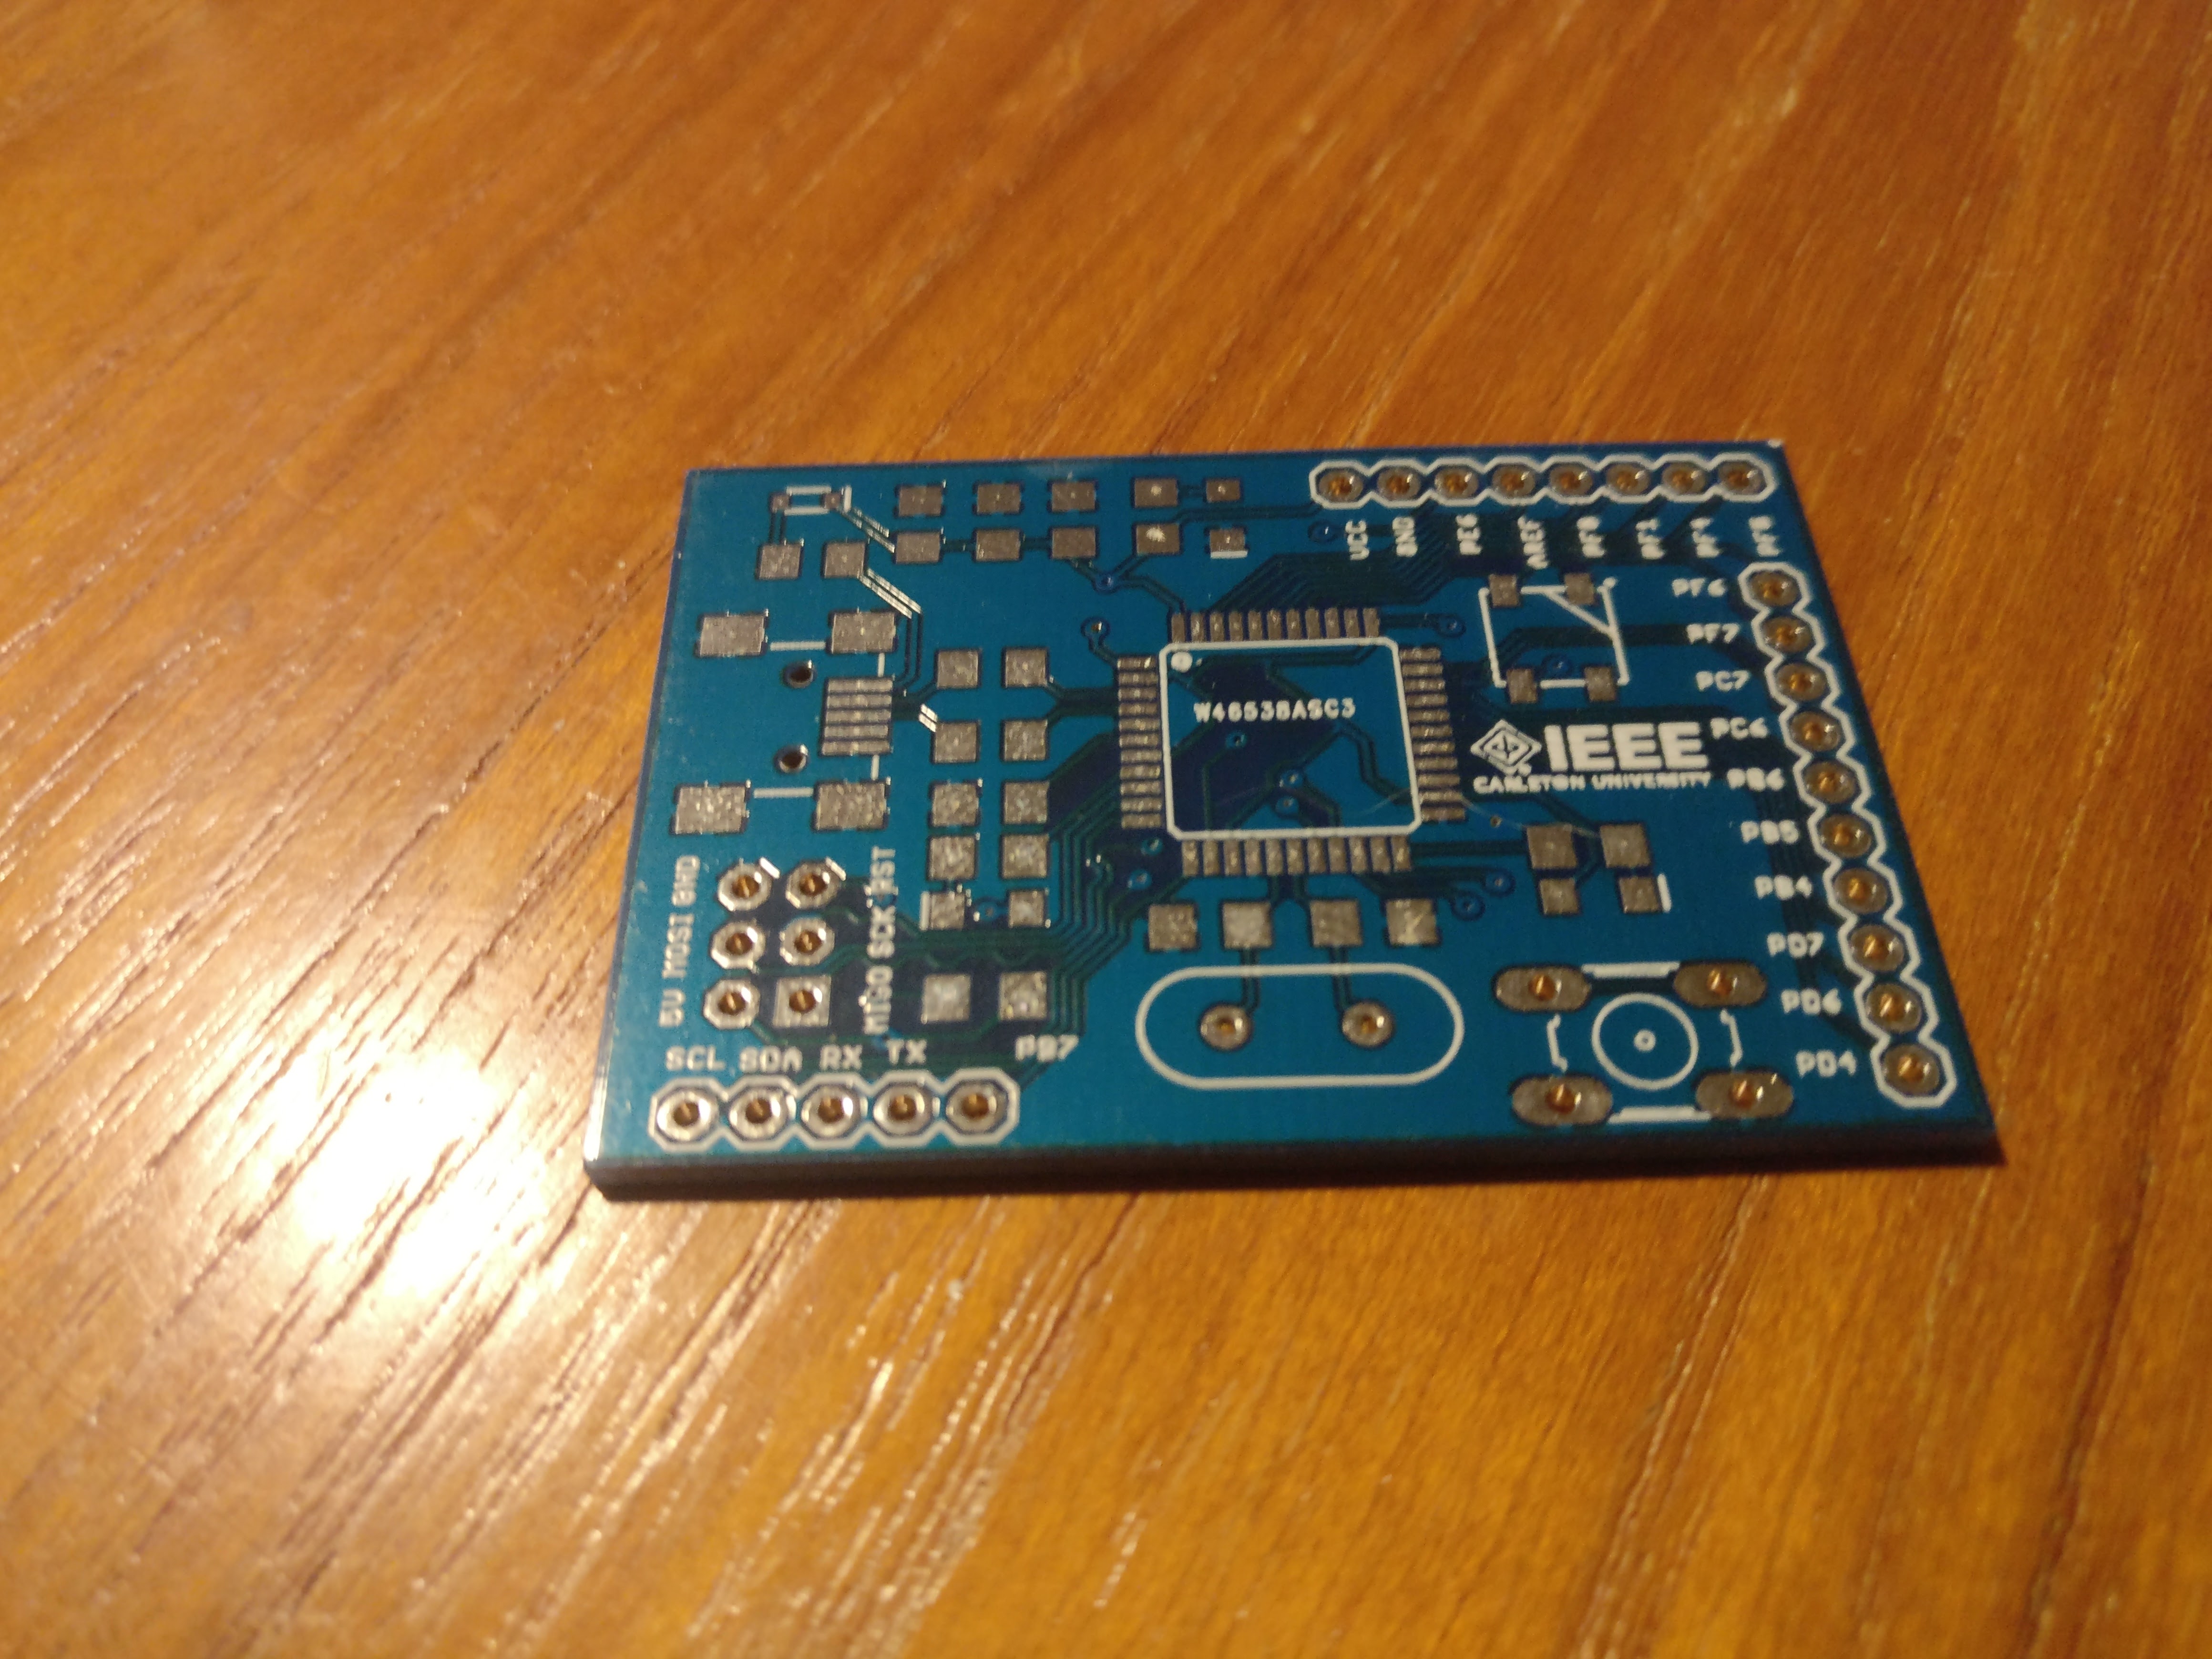 VCC
GND
PE6
AREF
PF0
PF1
PF4
PF5
PF6
PF7
PC7
PC6
PB6
PB5
PB4
PD7
PD6
PD4
W46538ASC3
IEEE
CARLETON UNIVERSITY
5V MOSI GND
MISO SCK RST
SCL SDA RX TX
PB7